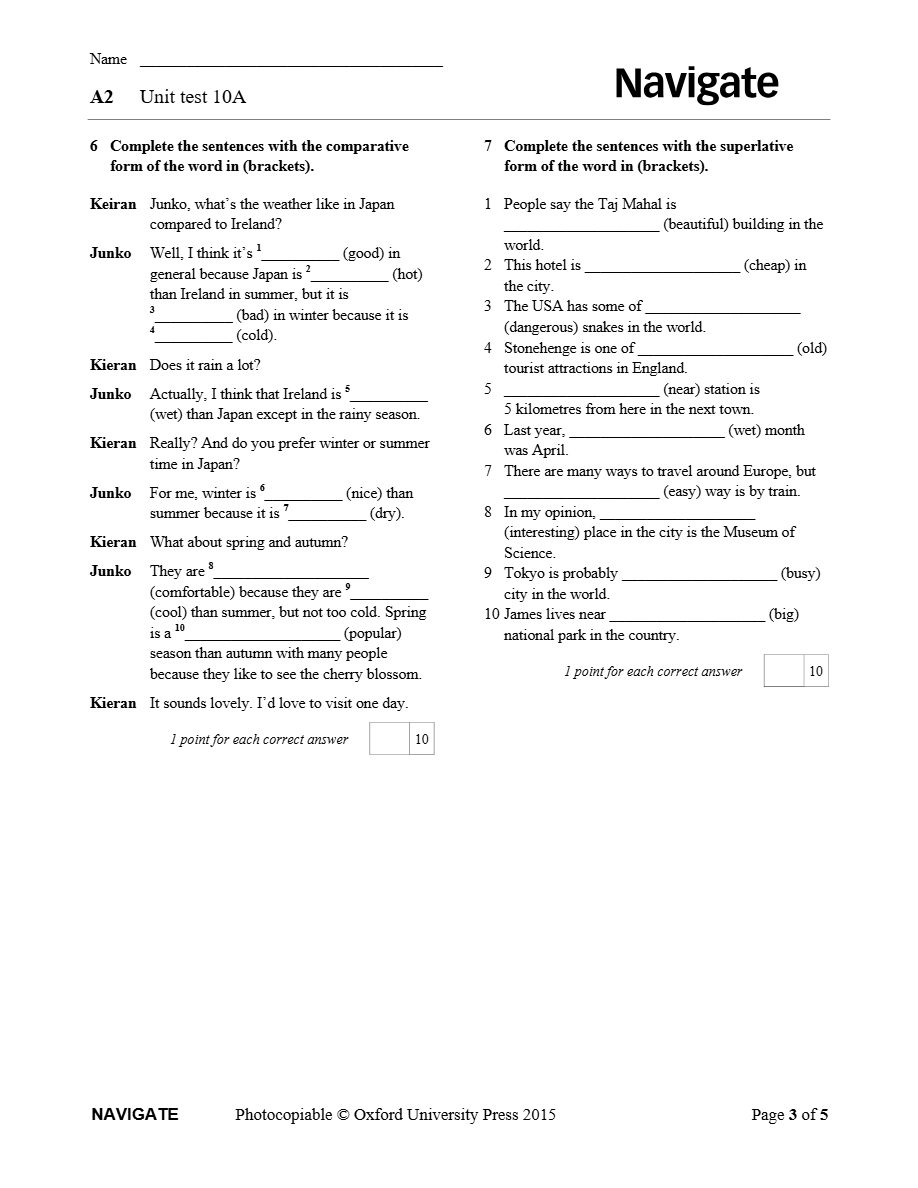 Name ______________________________________
Navigate
A2 Unit test 10A
6 Complete the sentences with the comparative
form of the word in (brackets).
Keiran Junko, what's the weather like in Japan
compared to Ireland?
Junko Well, I think it's 1__________ (good) in
general because Japan is 2__________ (hot)
than Ireland in summer, but it is
3__________ (bad) in winter because it is
4__________ (cold).
Kieran Does it rain a lot?
Junko Actually, I think that Ireland is 5__________
(wet) than Japan except in the rainy season.
Kieran Really? And do you prefer winter or summer
time in Japan?
Junko For me, winter is 6__________ (nice) than
summer because it is 7__________ (dry).
Kieran What about spring and autumn?
Junko They are 8____________________
(comfortable) because they are 9__________
(cool) than summer, but not too cold. Spring
is a 10____________________ (popular)
season than autumn with many people
because they like to see the cherry blossom.
Kieran It sounds lovely. I'd love to visit one day.
1 point for each correct answer 10
7 Complete the sentences with the superlative
form of the word in (brackets).
1 People say the Taj Mahal is
____________________ (beautiful) building in the
world.
2 This hotel is ____________________ (cheap) in
the city.
3 The USA has some of ____________________
(dangerous) snakes in the world.
4 Stonehenge is one of ____________________ (old)
tourist attractions in England.
5 ____________________ (near) station is
5 kilometres from here in the next town.
6 Last year, ____________________ (wet) month
was April.
7 There are many ways to travel around Europe, but
____________________ (easy) way is by train.
8 In my opinion, ____________________
(interesting) place in the city is the Museum of
Science.
9 Tokyo is probably ____________________ (busy)
city in the world.
10 James lives near ____________________ (big)
national park in the country.
1 point for each correct answer 10
NAVIGATE Photocopiable © Oxford University Press 2015 Page 3 of 5